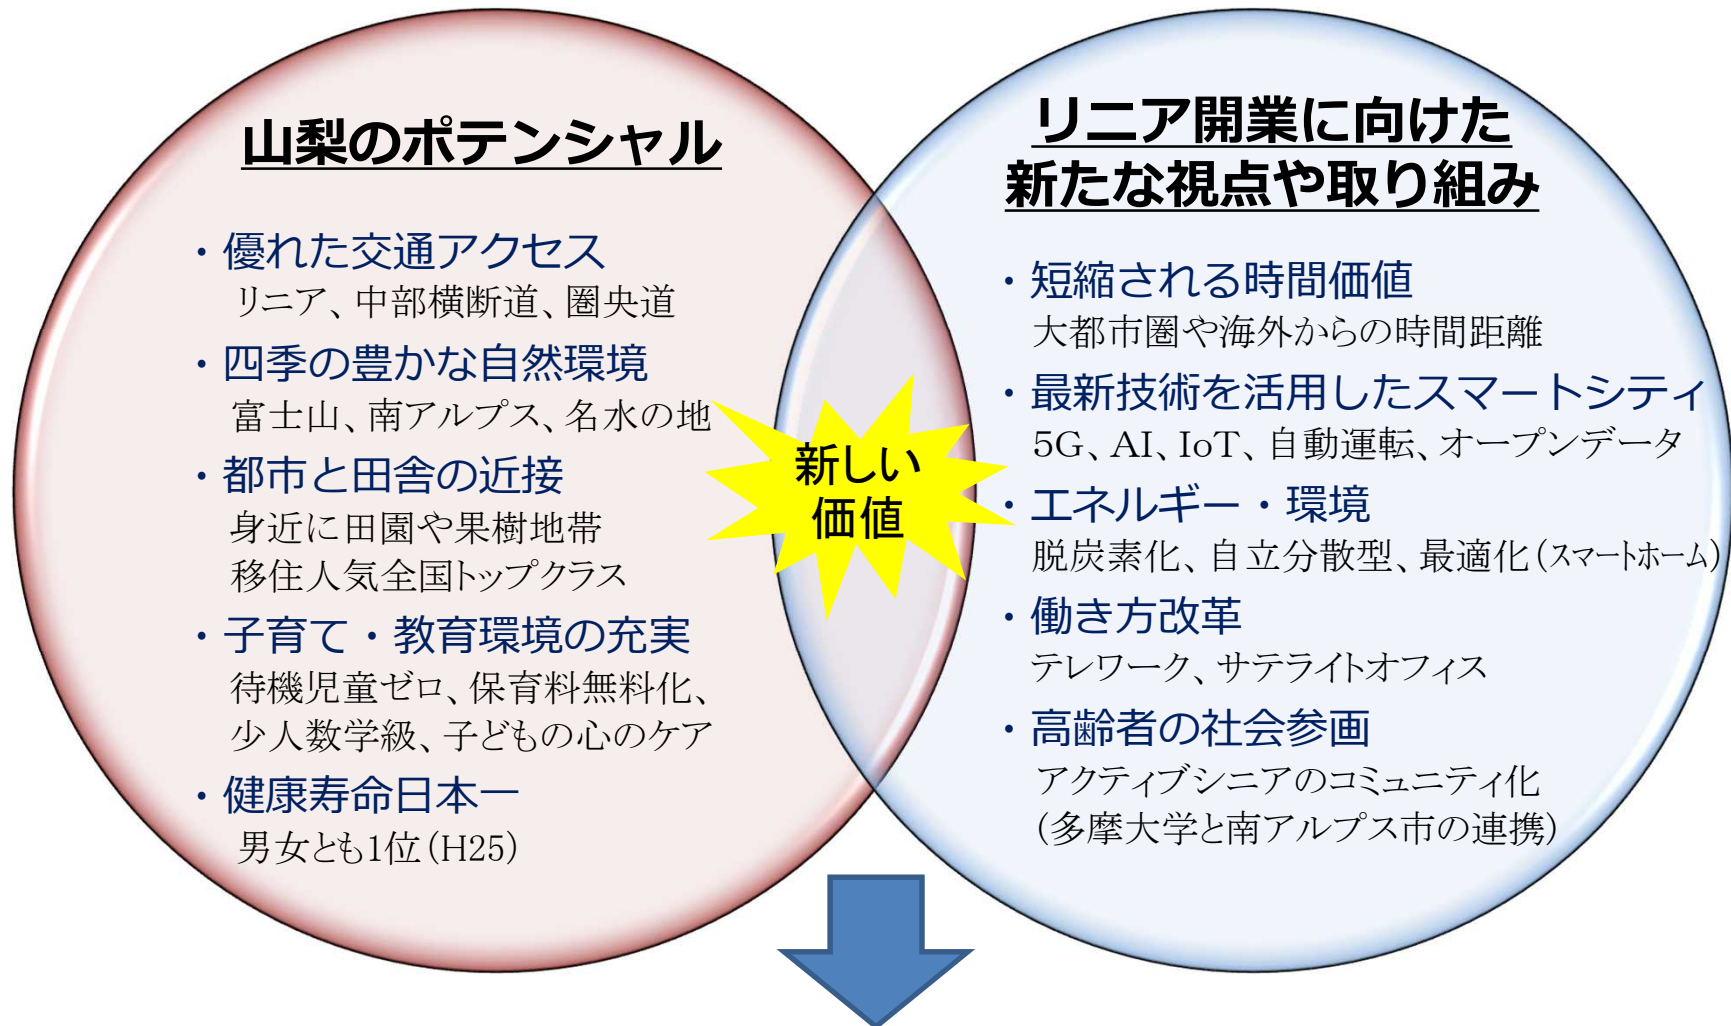 山梨のポテンシャル
・優れた交通アクセス
リニア、中部横断道、圏央道
・四季の豊かな自然環境
富士山、南アルプス、名水の地
・都市と田舎の近接
身近に田園や果樹地帯
移住人気全国トップクラス
・子育て・教育環境の充実
待機児童ゼロ、保育料無料化、
少人数学級、子どもの心のケア
・健康寿命日本一
男女とも1位(H25)
新しい
価値
リニア開業に向けた
新たな視点や取り組み
・短縮される時間価値
大都市圏や海外からの時間距離
・最新技術を活用したスマートシティ
5G、AI、IoT、自動運転、オープンデータ
・エネルギー・環境
脱炭素化、自立分散型、最適化(スマートホーム)
・働き方改革
テレワーク、サテライトオフィス
・高齢者の社会参画
アクティブシニアのコミュニティ化
(多摩大学と南アルプス市の連携)